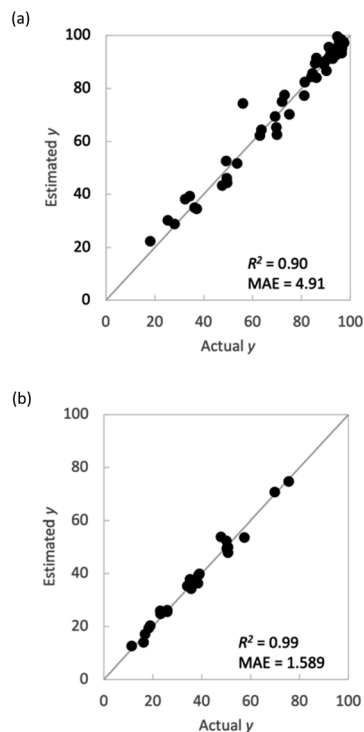 (a)
100
80
60
40
20
0
Estimated y
R² = 0.90
MAE = 4.91
0 20 40 60 80 100
Actual y
(b)
100
80
60
40
20
0
Estimated y
R² = 0.99
MAE = 1.589
0 20 40 60 80 100
Actual y